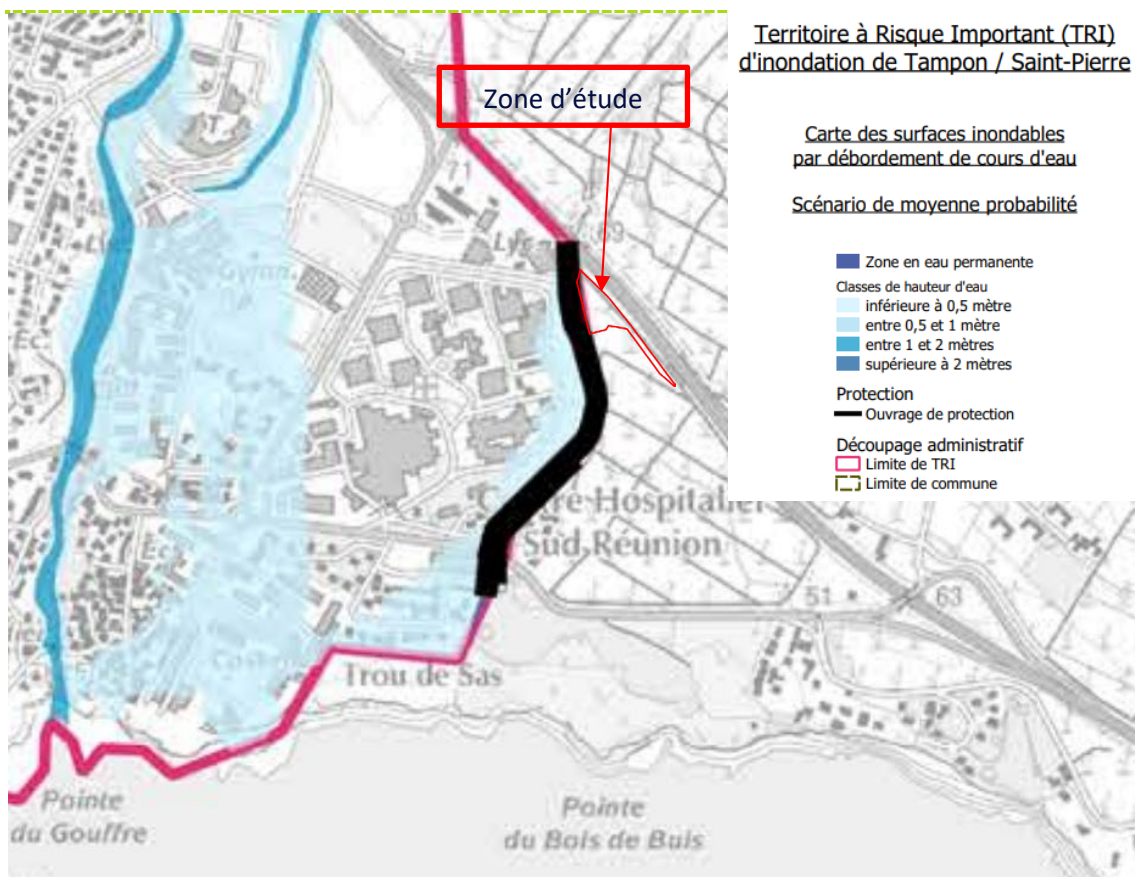 Territoire à Risque Important (TRI)
d'inondation de Tampon / Saint-Pierre
Carte des surfaces inondables
par débordement de cours d'eau
Scénario de moyenne probabilité
Zone en eau permanente
Classes de hauteur d'eau
inférieure à 0,5 mètre
entre 0,5 et 1 mètre
entre 1 et 2 mètres
supérieure à 2 mètres
Protection
Ouvrage de protection
Découpage administratif
Limite de TRI
Limite de commune
Zone d'étude
71
69
Gymn.
Centre Hospitalier
Sud Réunion
51
63
Trou de Sas
Pointe
du Gouffre
Pointe
du Bois de Buis